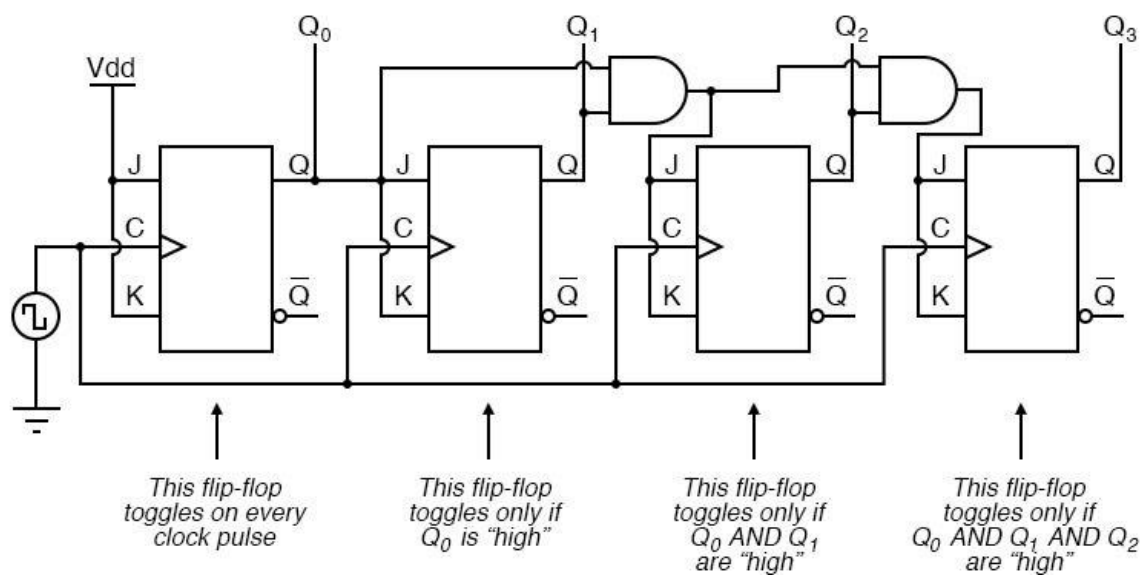 Q0 Q1 Q2 Q3
Vdd
J Q J Q J Q J Q
C C C C
K Q̅ K Q̅ K Q̅ K Q̅
This flip-flop
toggles on every
clock pulse
This flip-flop
toggles only if
Q0 is “high”
This flip-flop
toggles only if
Q0 AND Q1
are “high”
This flip-flop
toggles only if
Q0 AND Q1 AND Q2
are “high”